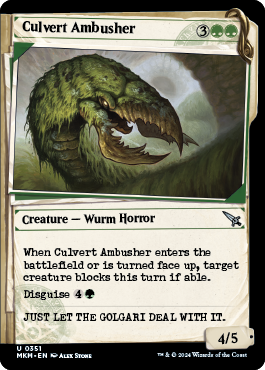 Culvert Ambusher 3
Creature — Wurm Horror
When Culvert Ambusher enters the
battlefield or is turned face up, target
creature blocks this turn if able.
Disguise 4
JUST LET THE GOLGARI DEAL WITH IT.
4/5
U 0351
MKM • EN ALEX STONE
™ & © 2024 Wizards of the Coast